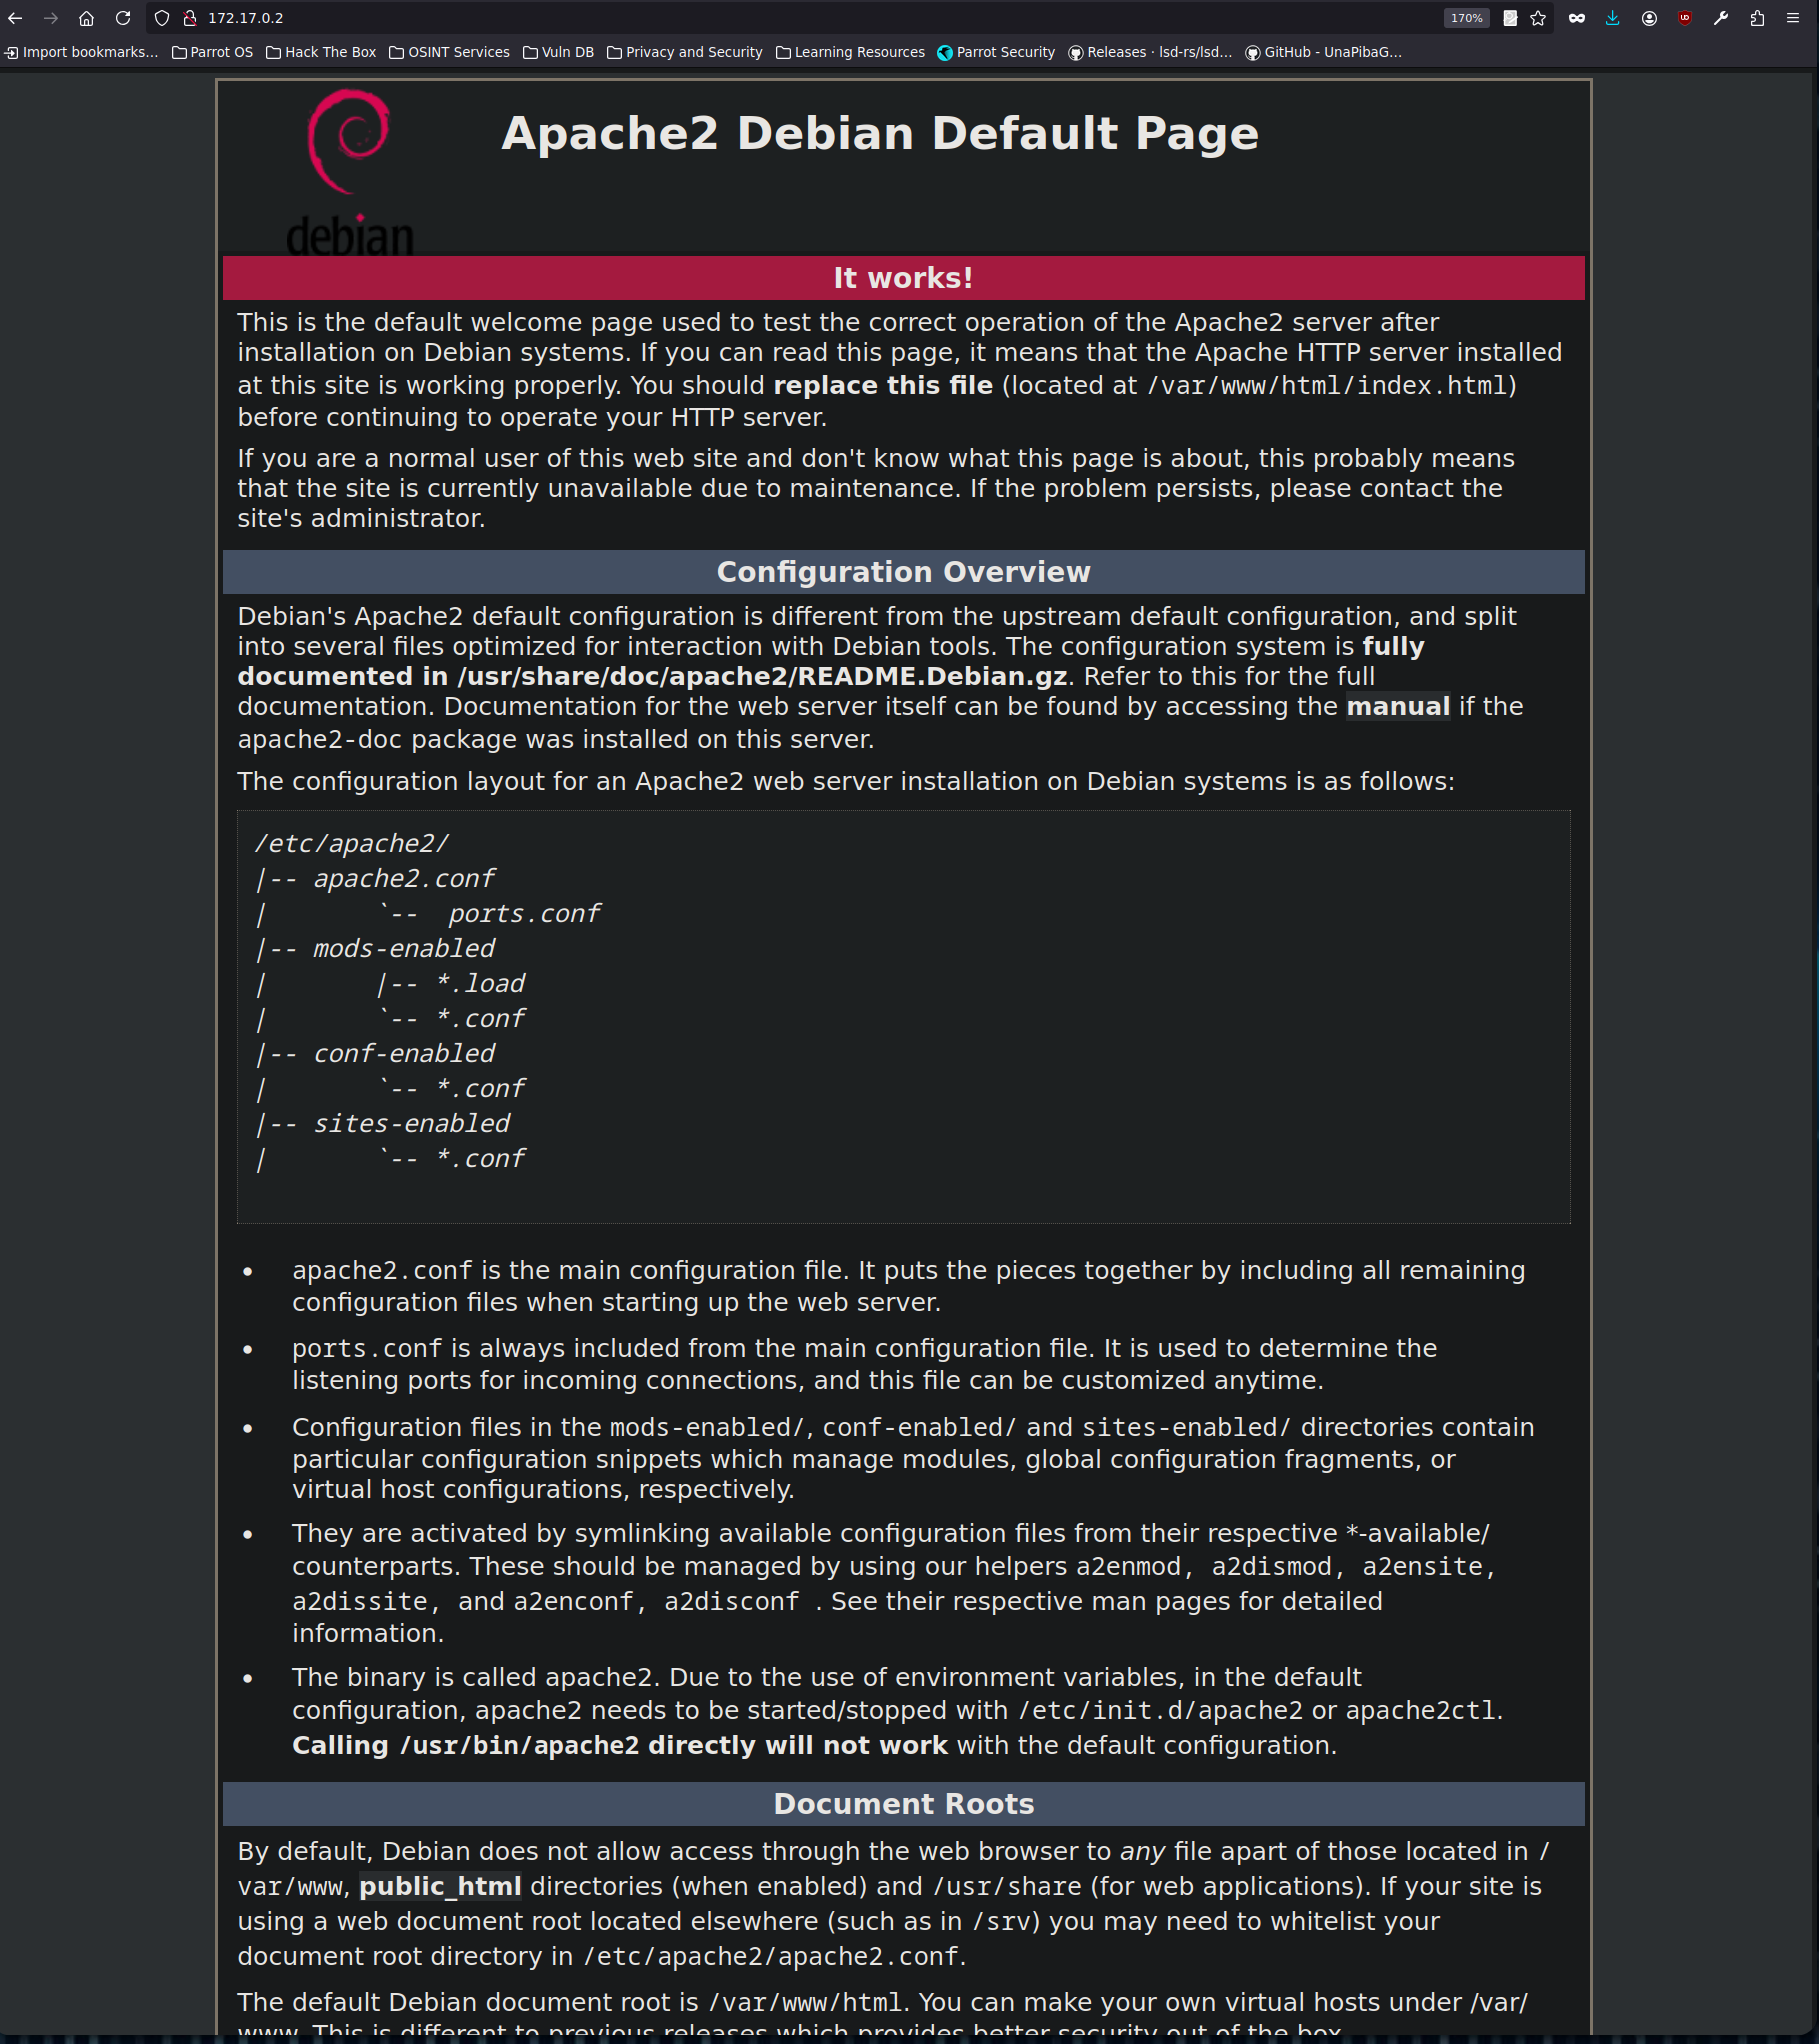 172.17.0.2
170%
Import bookmarks... Parrot OS Hack The Box OSINT Services Vuln DB Privacy and Security Learning Resources Parrot Security Releases · lsd-rs/lsd... GitHub - UnaPibaG...
debian
Apache2 Debian Default Page
It works!
This is the default welcome page used to test the correct operation of the Apache2 server after
installation on Debian systems. If you can read this page, it means that the Apache HTTP server installed
at this site is working properly. You should replace this file (located at /var/www/html/index.html)
before continuing to operate your HTTP server.
If you are a normal user of this web site and don't know what this page is about, this probably means
that the site is currently unavailable due to maintenance. If the problem persists, please contact the
site's administrator.
Configuration Overview
Debian's Apache2 default configuration is different from the upstream default configuration, and split
into several files optimized for interaction with Debian tools. The configuration system is fully
documented in /usr/share/doc/apache2/README.Debian.gz. Refer to this for the full
documentation. Documentation for the web server itself can be found by accessing the manual if the
apache2-doc package was installed on this server.
The configuration layout for an Apache2 web server installation on Debian systems is as follows:
/etc/apache2/
|-- apache2.conf
|       `--  ports.conf
|-- mods-enabled
|       |-- *.load
|       `-- *.conf
|-- conf-enabled
|       `-- *.conf
|-- sites-enabled
|       `-- *.conf
• apache2.conf is the main configuration file. It puts the pieces together by including all remaining
configuration files when starting up the web server.
• ports.conf is always included from the main configuration file. It is used to determine the
listening ports for incoming connections, and this file can be customized anytime.
• Configuration files in the mods-enabled/, conf-enabled/ and sites-enabled/ directories contain
particular configuration snippets which manage modules, global configuration fragments, or
virtual host configurations, respectively.
• They are activated by symlinking available configuration files from their respective *-available/
counterparts. These should be managed by using our helpers a2enmod, a2dismod, a2ensite,
a2dissite, and a2enconf, a2disconf . See their respective man pages for detailed
information.
• The binary is called apache2. Due to the use of environment variables, in the default
configuration, apache2 needs to be started/stopped with /etc/init.d/apache2 or apache2ctl.
Calling /usr/bin/apache2 directly will not work with the default configuration.
Document Roots
By default, Debian does not allow access through the web browser to any file apart of those located in /
var/www, public_html directories (when enabled) and /usr/share (for web applications). If your site is
using a web document root located elsewhere (such as in /srv) you may need to whitelist your
document root directory in /etc/apache2/apache2.conf.
The default Debian document root is /var/www/html. You can make your own virtual hosts under /var/
www. This is different to previous releases which provides better security out of the box.